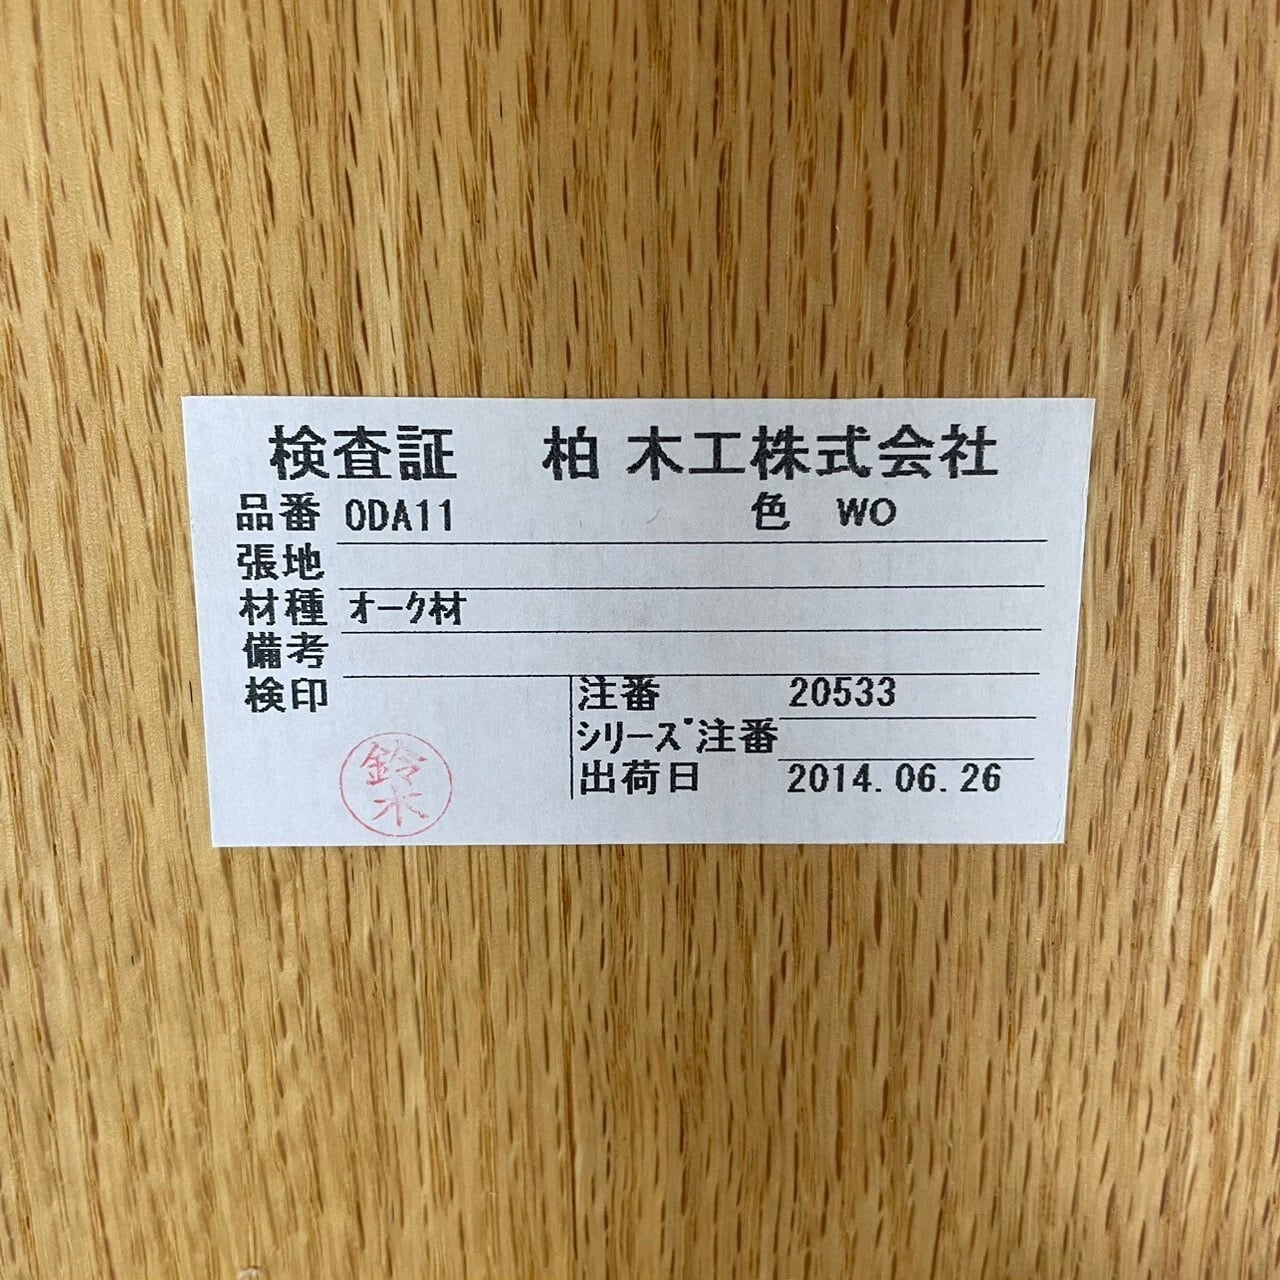 検査証 柏 木工株式会社
品番 ODA11 色 WO
張地
材種 ｵｰｸ材
備考
検印 注番 20533
ｼﾘｰｽﾞ注番
出荷日 2014.06.26
鈴木